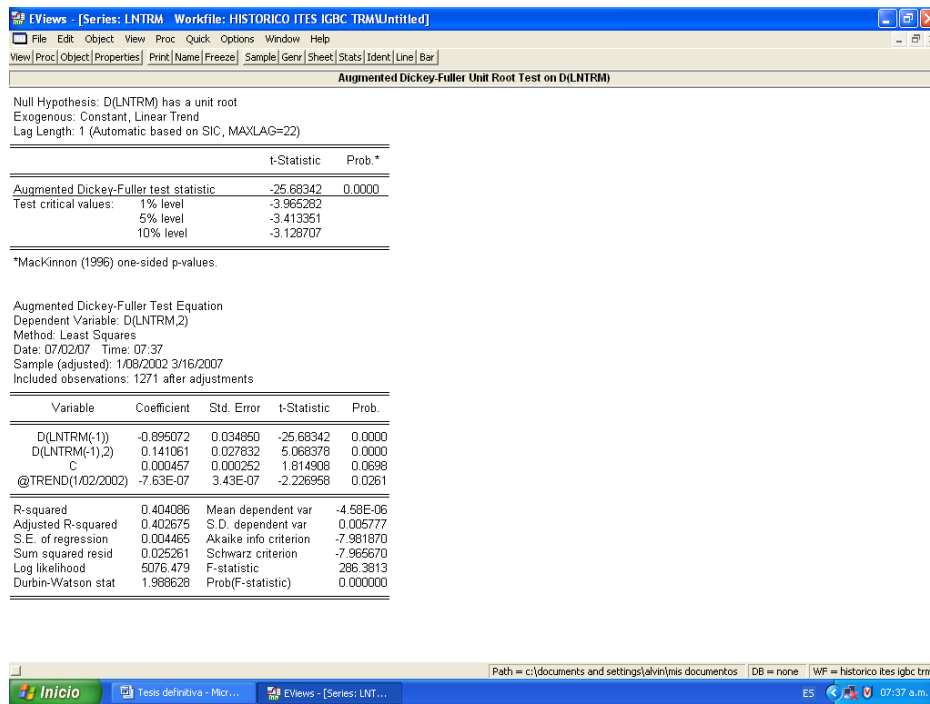 EViews - [Series: LNTRM   Workfile: HISTORICO ITES IGBC TRM\Untitled]
File Edit Object View Proc Quick Options Window Help
View Proc Object Properties Print Name Freeze Sample Genr Sheet Stats Ident Line Bar
Augmented Dickey-Fuller Unit Root Test on D(LNTRM)
Null Hypothesis: D(LNTRM) has a unit root
Exogenous: Constant, Linear Trend
Lag Length: 1 (Automatic based on SIC, MAXLAG=22)
t-Statistic Prob.*
Augmented Dickey-Fuller test statistic -25.68342 0.0000
Test critical values: 1% level -3.965282
5% level -3.413351
10% level -3.128707
*MacKinnon (1996) one-sided p-values.
Augmented Dickey-Fuller Test Equation
Dependent Variable: D(LNTRM,2)
Method: Least Squares
Date: 07/02/07 Time: 07:37
Sample (adjusted): 1/08/2002 3/16/2007
Included observations: 1271 after adjustments
Variable Coefficient Std. Error t-Statistic Prob.
D(LNTRM(-1)) -0.895072 0.034850 -25.68342 0.0000
D(LNTRM(-1),2) 0.141061 0.027832 5.068378 0.0000
C 0.000457 0.000252 1.814908 0.0698
@TREND(1/02/2002) -7.63E-07 3.43E-07 -2.226958 0.0261
R-squared 0.404086 Mean dependent var -4.58E-06
Adjusted R-squared 0.402675 S.D. dependent var 0.005777
S.E. of regression 0.004465 Akaike info criterion -7.981870
Sum squared resid 0.025261 Schwarz criterion -7.965670
Log likelihood 5076.479 F-statistic 286.3813
Durbin-Watson stat 1.988628 Prob(F-statistic) 0.000000
Path = c:\documents and settings\alvin\mis documentos DB = none WF = historico ites igbc trm
Inicio Tesis definitiva - Micr... EViews - [Series: LNT... ES 07:37 a.m.